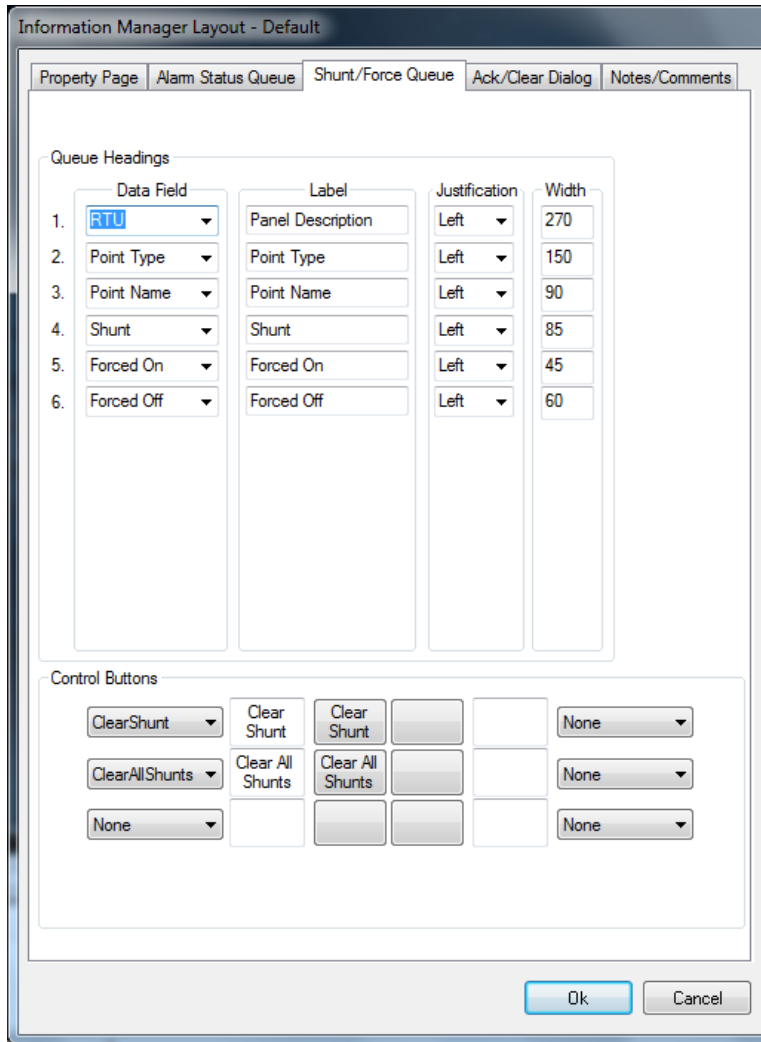 Information Manager Layout - Default
Property Page Alarm Status Queue Shunt/Force Queue Ack/Clear Dialog Notes/Comments
Queue Headings
Data Field Label Justification Width
1. RTU Panel Description Left 270
2. Point Type Point Type Left 150
3. Point Name Point Name Left 90
4. Shunt Shunt Left 85
5. Forced On Forced On Left 45
6. Forced Off Forced Off Left 60
Control Buttons
ClearShunt Clear Shunt Clear Shunt None
ClearAllShunts Clear All Shunts Clear All Shunts None
None None
Ok Cancel